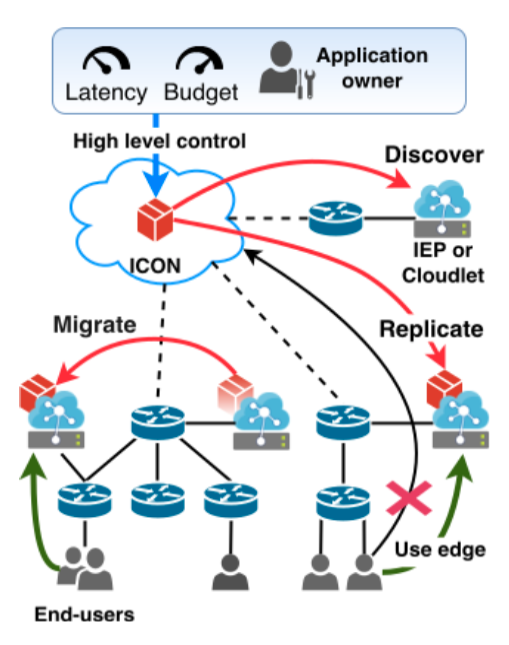 Latency
Budget
Application
owner
High level control
Discover
ICON
IEP or
Cloudlet
Migrate
Replicate
Use edge
End-users